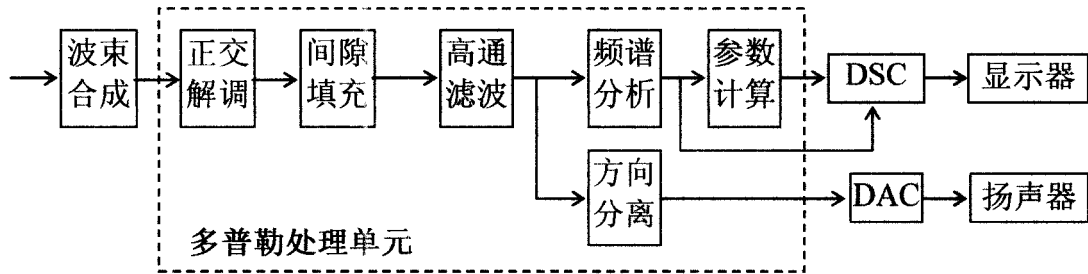 波束
合成
正交
解调
间隙
填充
高通
滤波
频谱
分析
参数
计算
DSC
显示器
方向
分离
DAC
扬声器
多普勒处理单元